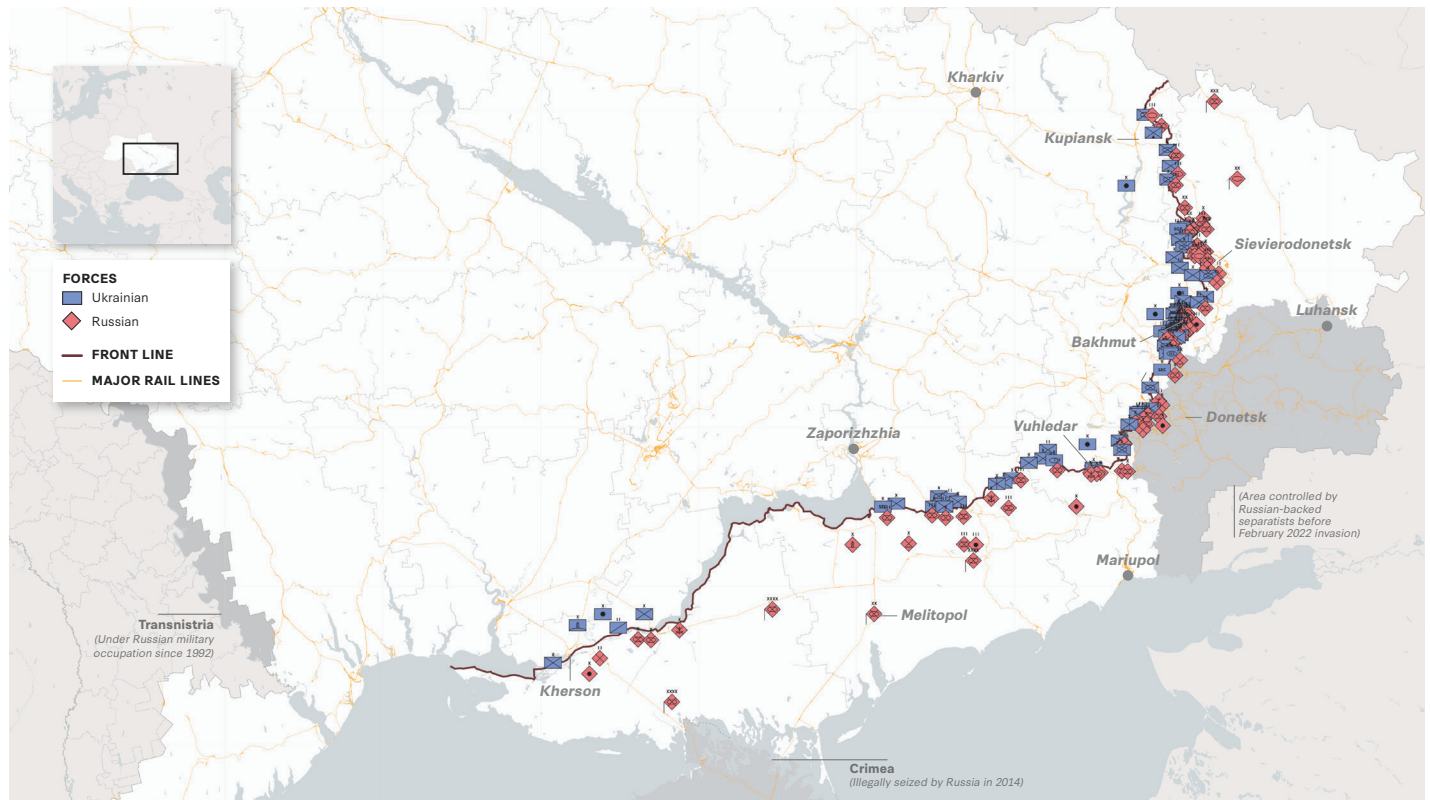 Kharkiv
Kupiansk
FORCES
Ukrainian
Russian
FRONT LINE
MAJOR RAIL LINES
Sievierodonetsk
Luhansk
Bakhmut
Donetsk
Vuhledar
Zaporizhzhia
(Area controlled by
Russian-backed
separatists before
February 2022 invasion)
Mariupol
Transnistria
(Under Russian military
occupation since 1992)
Melitopol
Kherson
Crimea
(Illegally seized by Russia in 2014)